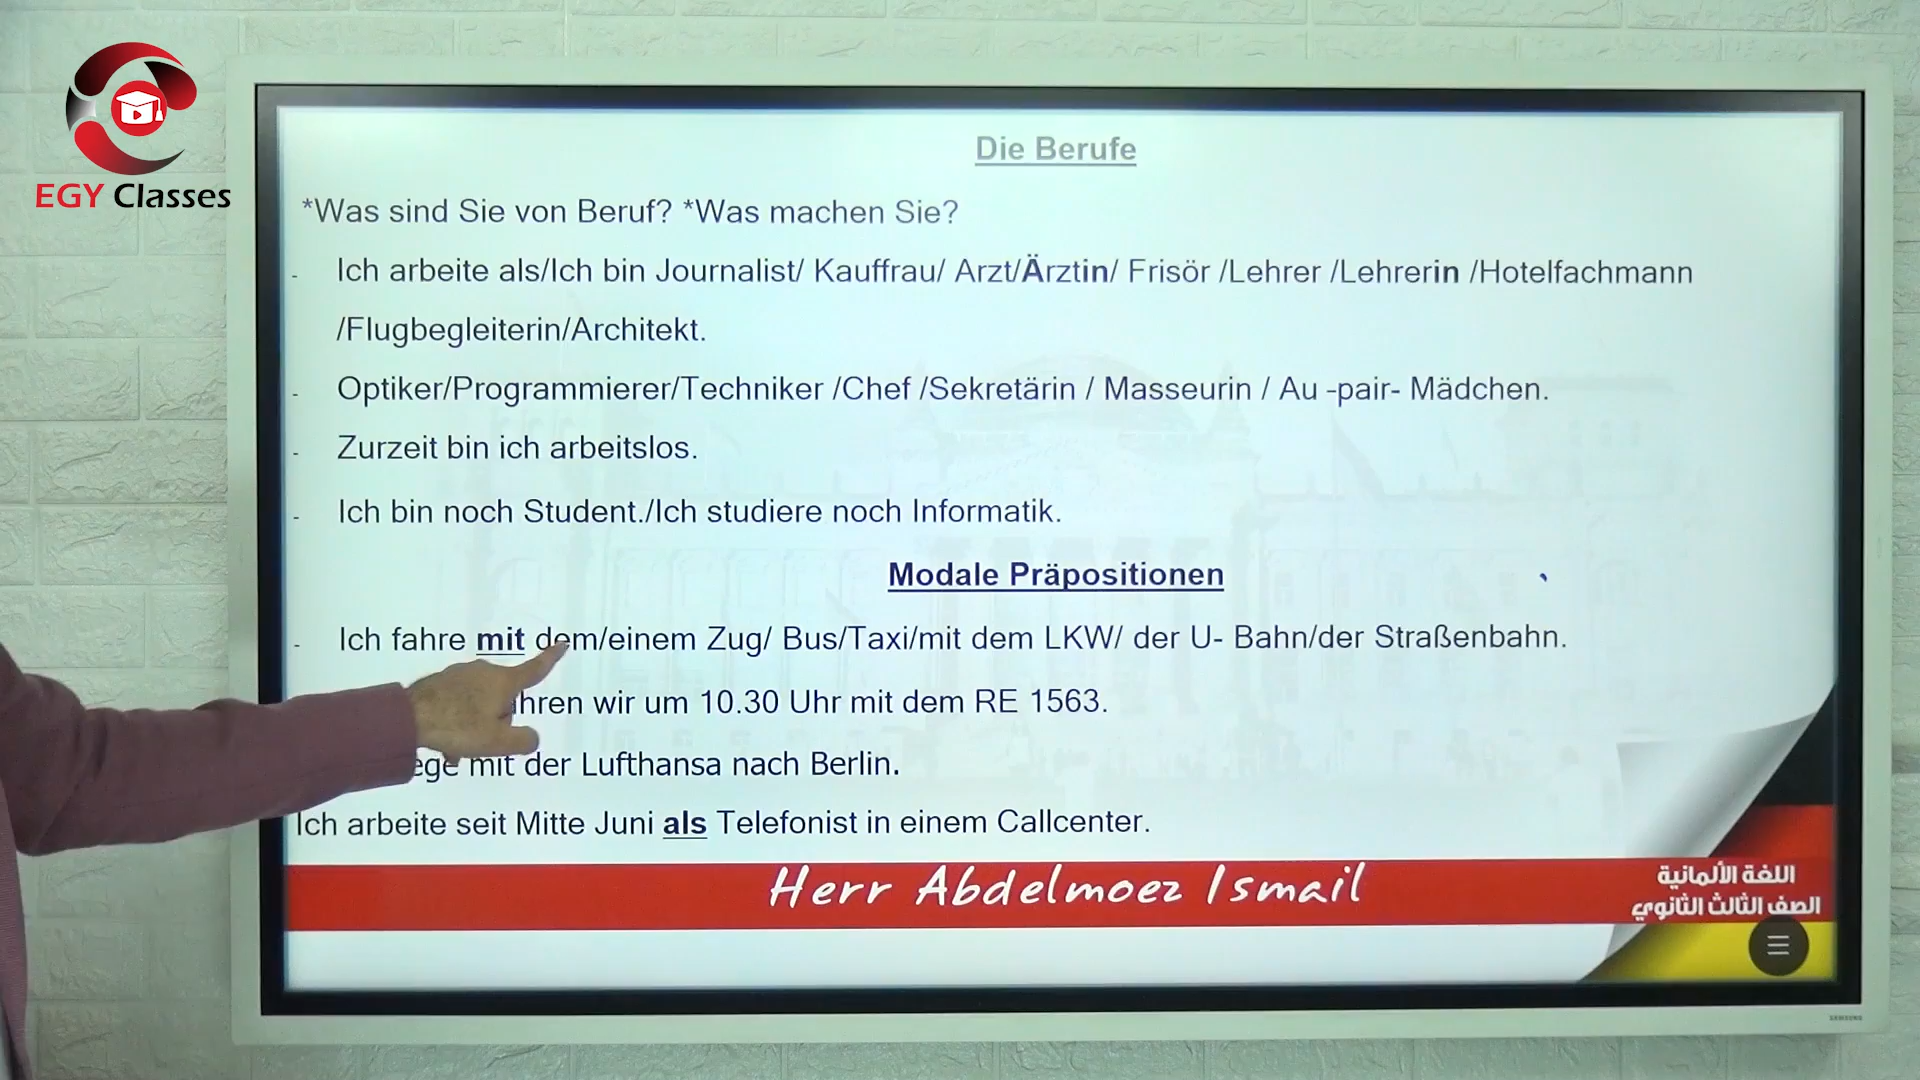 EGY Classes
Die Berufe
*Was sind Sie von Beruf? *Was machen Sie?
- Ich arbeite als/Ich bin Journalist/ Kauffrau/ Arzt/Ärztin/ Frisör /Lehrer /Lehrerin /Hotelfachmann
/Flugbegleiterin/Architekt.
- Optiker/Programmierer/Techniker /Chef /Sekretärin / Masseurin / Au -pair- Mädchen.
- Zurzeit bin ich arbeitslos.
- Ich bin noch Student./Ich studiere noch Informatik.
Modale Präpositionen
- Ich fahre mit dem/einem Zug/ Bus/Taxi/mit dem LKW/ der U- Bahn/der Straßenbahn.
wir um 10.30 Uhr mit dem RE 1563.
mit der Lufthansa nach Berlin.
Ich arbeite seit Mitte Juni als Telefonist in einem Callcenter.
Herr Abdelmoez Ismail
اللغة الألمانية
الصف الثالث الثانوي
SAMSUNG